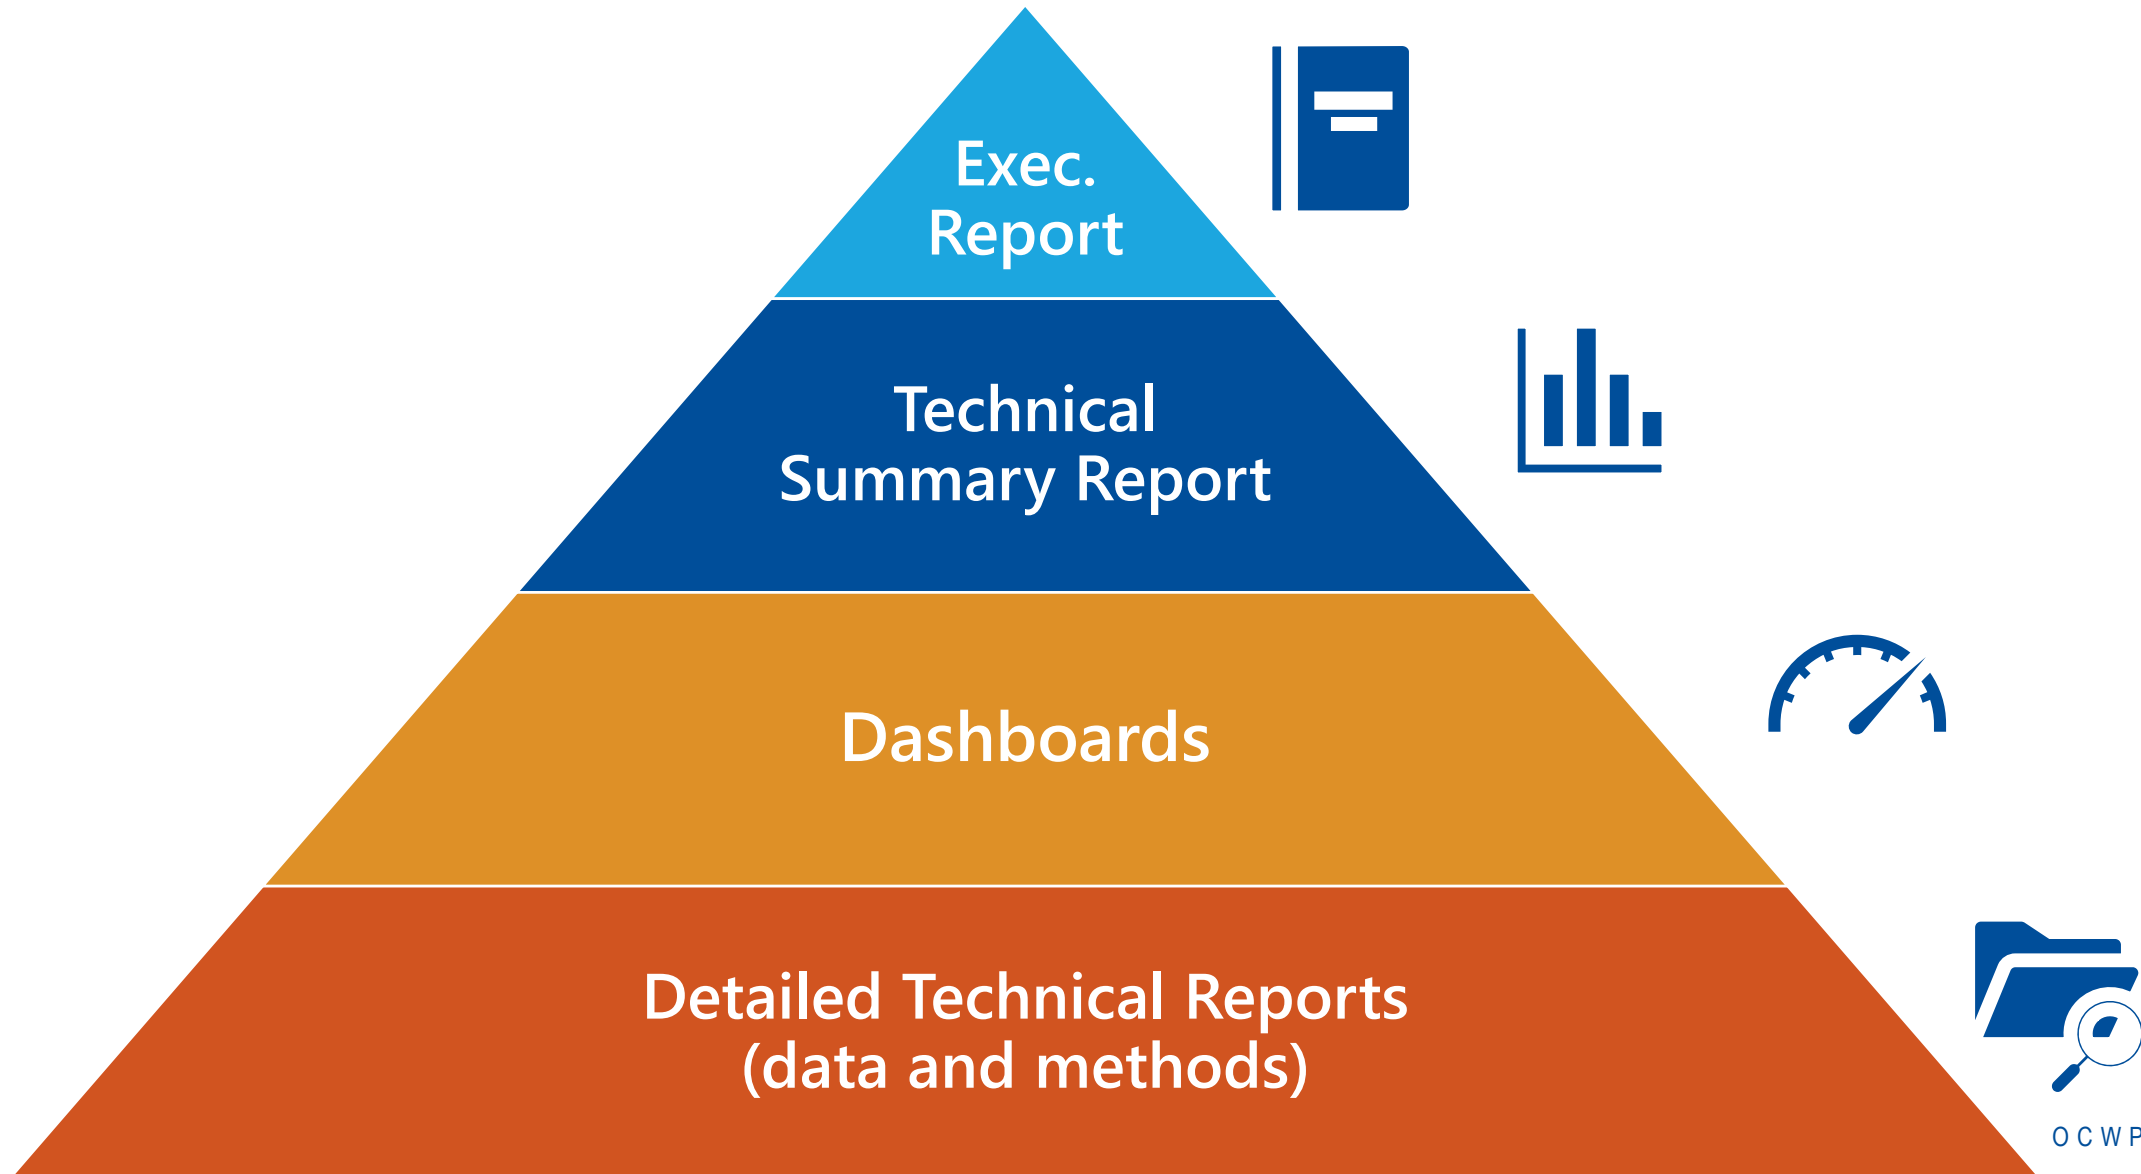 Exec.
Report
Technical
Summary Report
Dashboards
Detailed Technical Reports
(data and methods)
OCWP